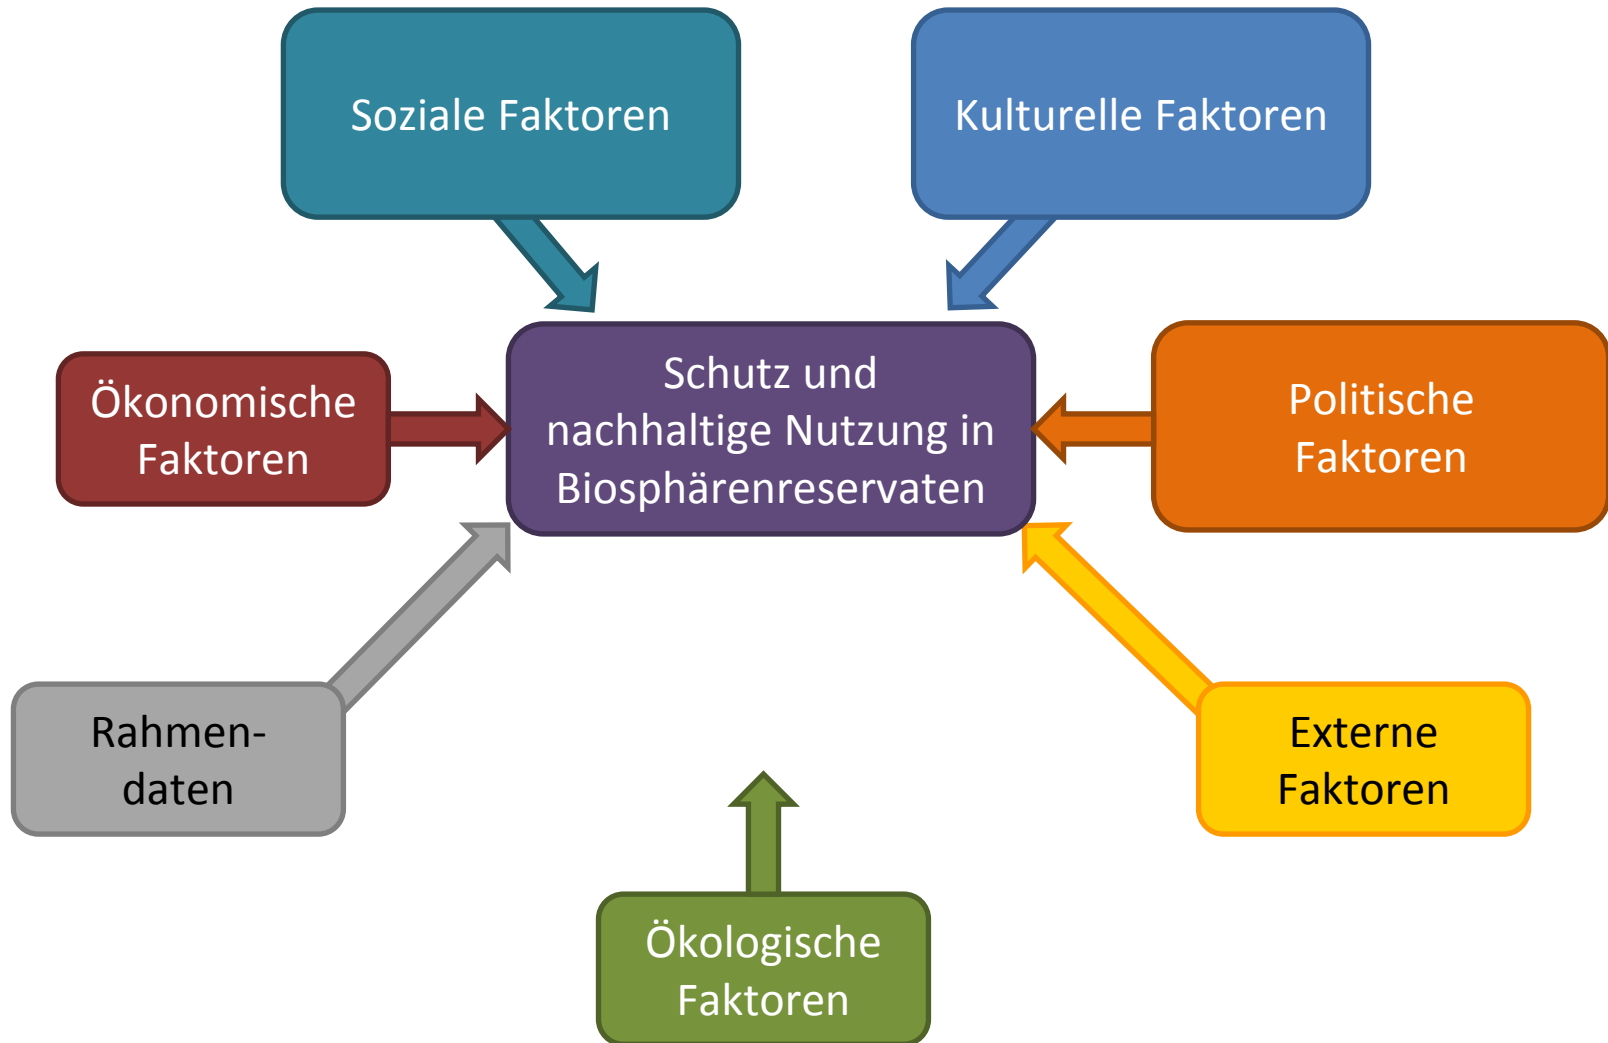 Soziale Faktoren
Kulturelle Faktoren
Ökonomische
Faktoren
Schutz und
nachhaltige Nutzung in
Biosphärenreservaten
Politische
Faktoren
Rahmen-
daten
Externe
Faktoren
Ökologische
Faktoren